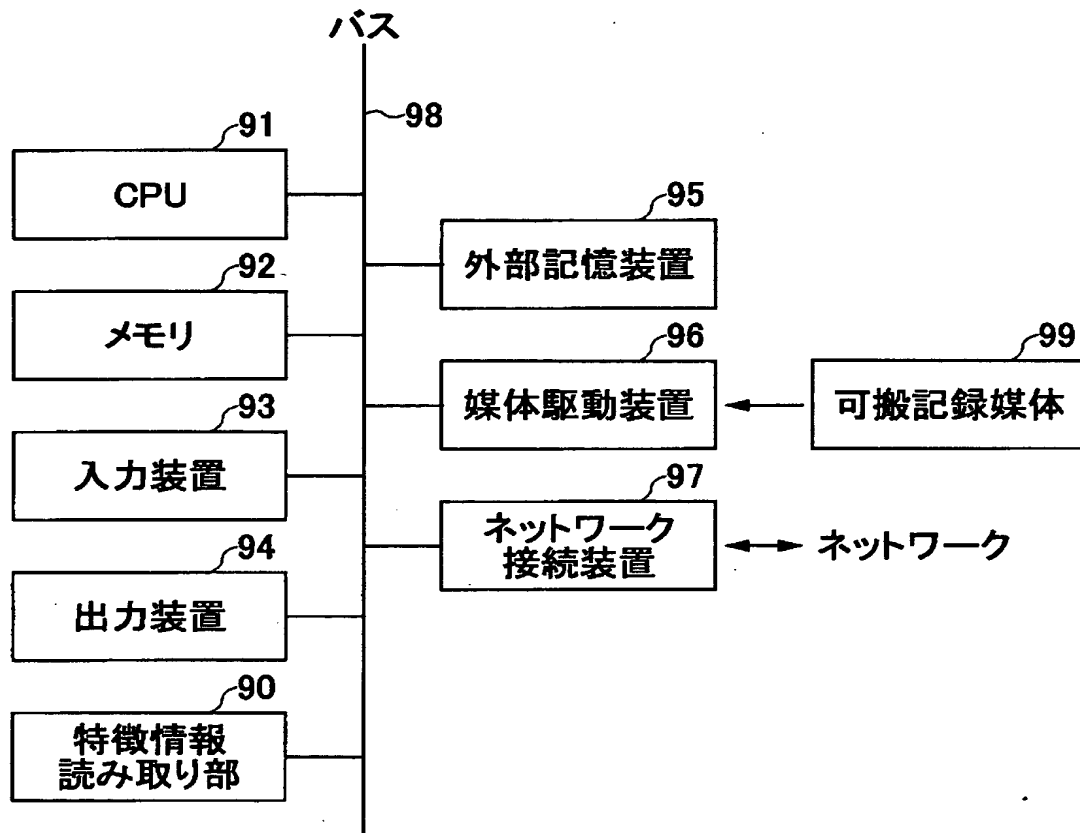 バス
98
91
CPU
92
メモリ
93
入力装置
94
出力装置
90
特徴情報
読み取り部
95
外部記憶装置
96
媒体駆動装置
99
可搬記録媒体
97
ネットワーク
接続装置
ネットワーク